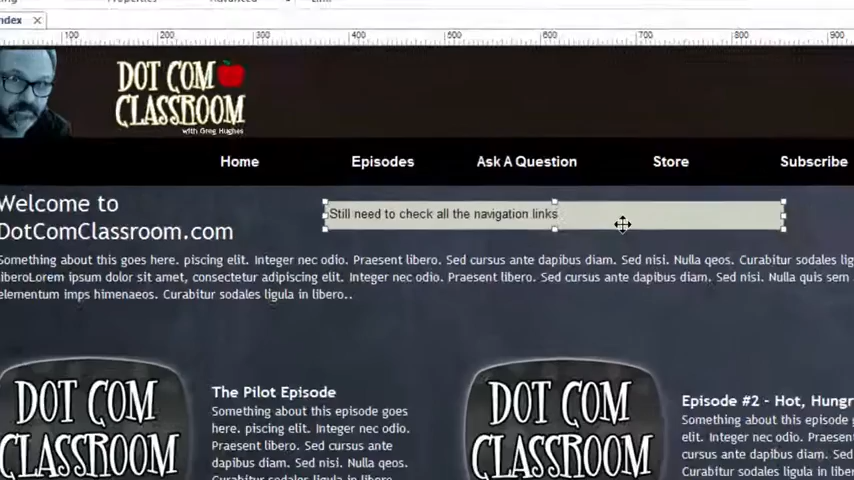 ndex
100 200 300 400 500 600 700 800 900
DOT COM
CLASSROOM
with Greg Hughes
Home Episodes Ask A Question Store Subscribe
Welcome to
DotComClassroom.com
Still need to check all the navigation links
Something about this goes here. piscing elit. Integer nec odio. Praesent libero. Sed cursus ante dapibus diam. Sed nisi. Nulla qeos. Curabitur sodales lig
liberoLorem ipsum dolor sit amet, consectetur adipiscing elit. Integer nec odio. Praesent libero. Sed cursus ante dapibus diam. Sed nisi. Nulla quis sem
elementum imps himenaeos. Curabitur sodales ligula in libero..
DOT COM
CLASSROOM
The Pilot Episode
Something about this episode goes
here. piscing elit. Integer nec odio.
Praesent libero. Sed cursus ante
dapibus diam. Sed nisi. Nulla qeos.
DOT COM
CLASSROOM
Episode #2 - Hot, Hungr
Something about this episode
elit. Integer nec odio. Praesent
cursus ante dapibus diam. Sed
Curabitur sodales ligula in libero